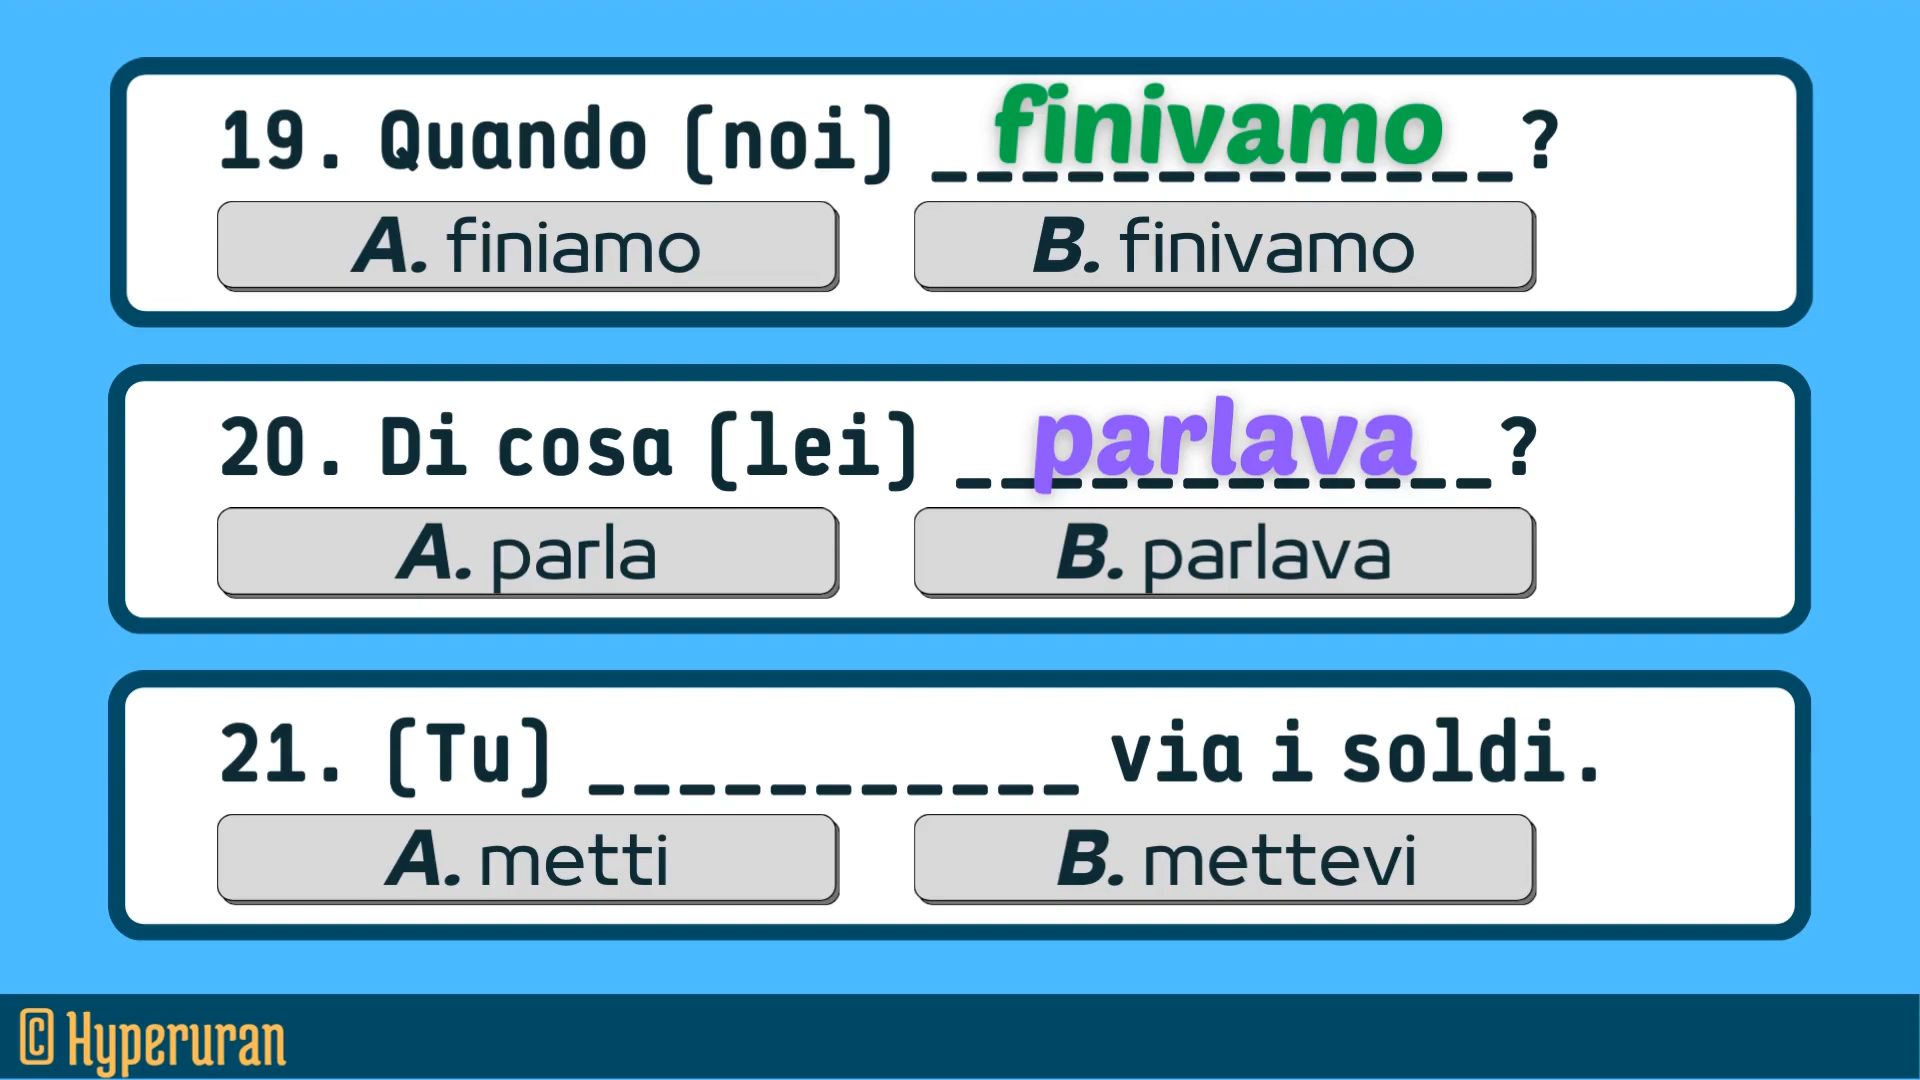 19. Quando (noi) finivamo?
A. finiamo
B. finivamo
20. Di cosa (lei) parlava?
A. parla
B. parlava
21. (Tu) ___________ via i soldi.
A. metti
B. mettevi
© Hyperuran